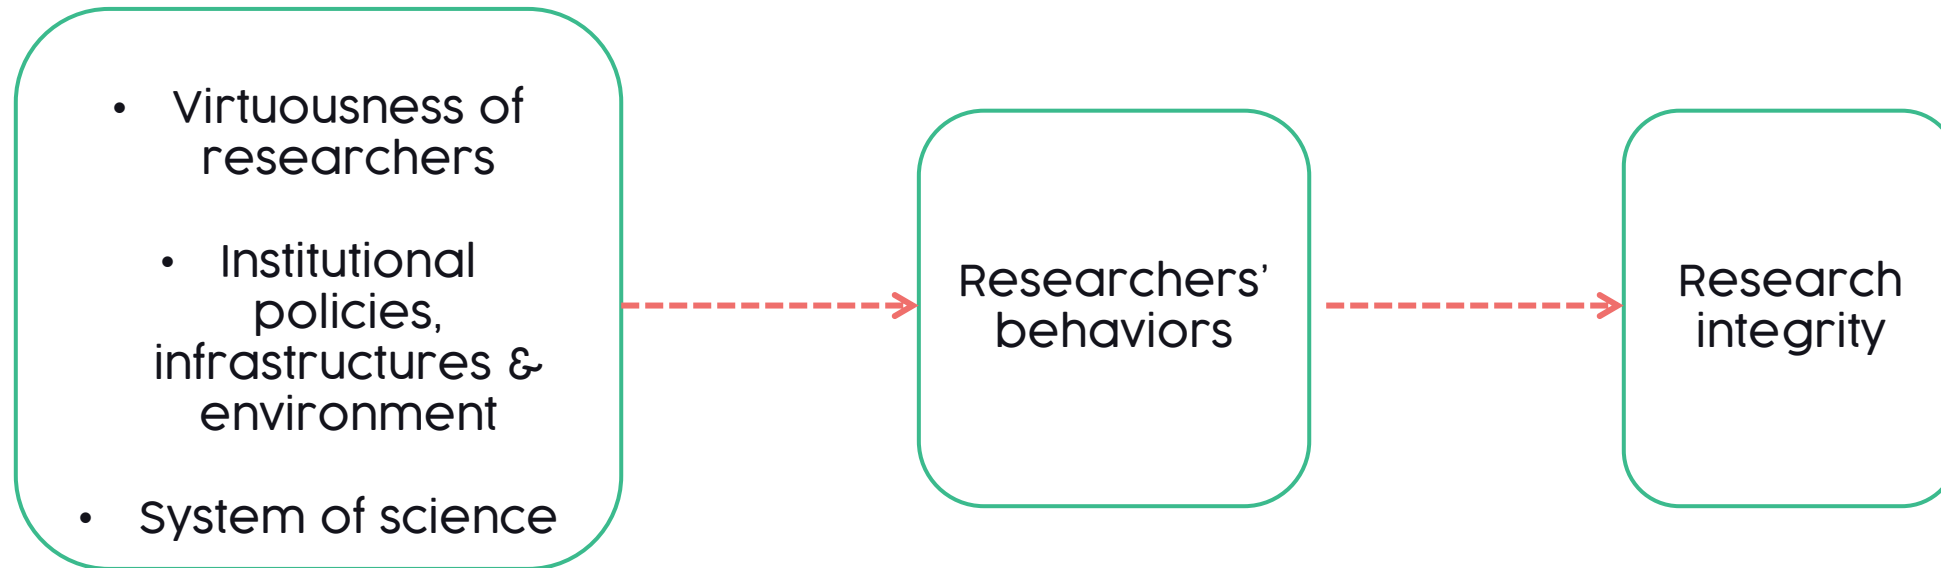 • Virtuousness of
researchers
• Institutional
policies,
infrastructures &
environment
• System of science
Researchers’
behaviors
Research
integrity